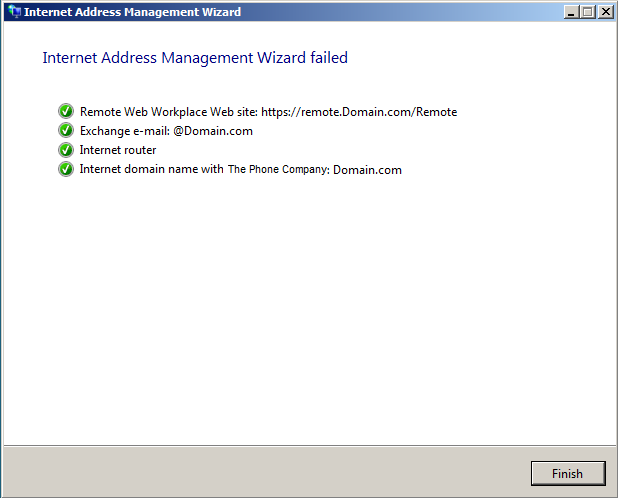 Internet Address Management Wizard
Internet Address Management Wizard failed
Remote Web Workplace Web site: https://remote.Domain.com/Remote
Exchange e-mail: @Domain.com
Internet router
Internet domain name with The Phone Company: Domain.com
Finish